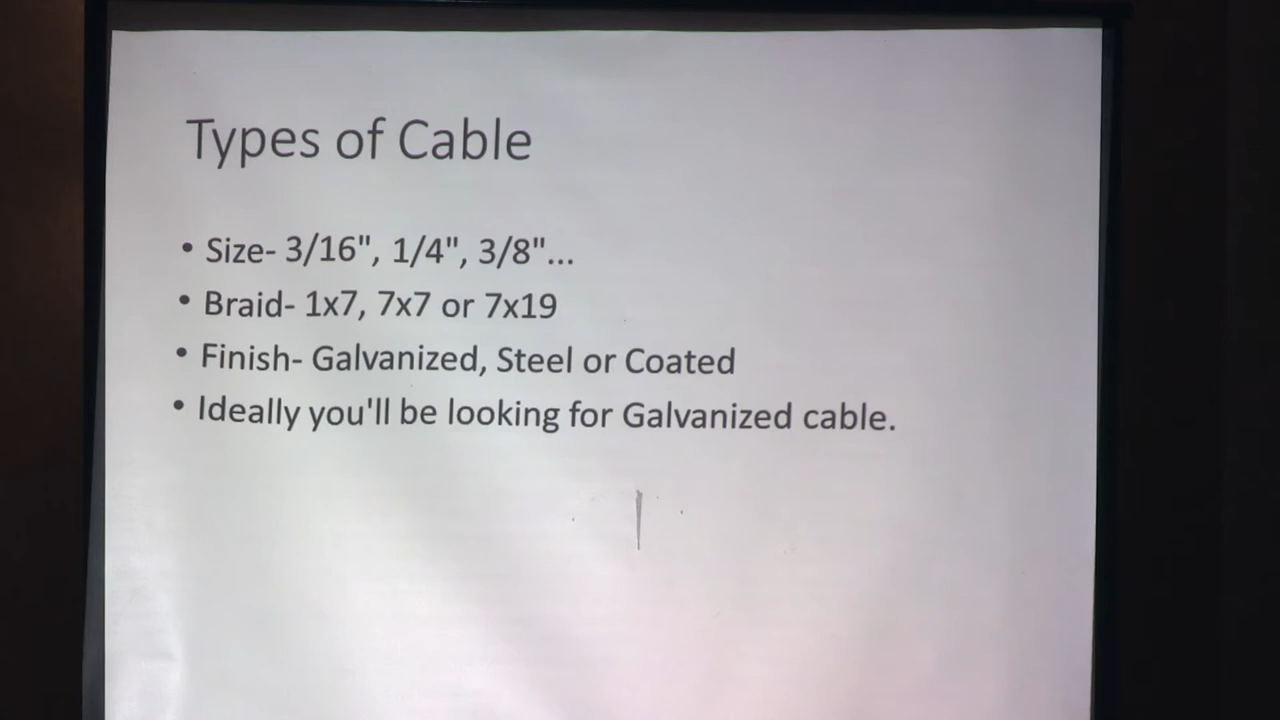 Types of Cable
• Size- 3/16", 1/4", 3/8"...
• Braid- 1x7, 7x7 or 7x19
• Finish- Galvanized, Steel or Coated
• Ideally you'll be looking for Galvanized cable.